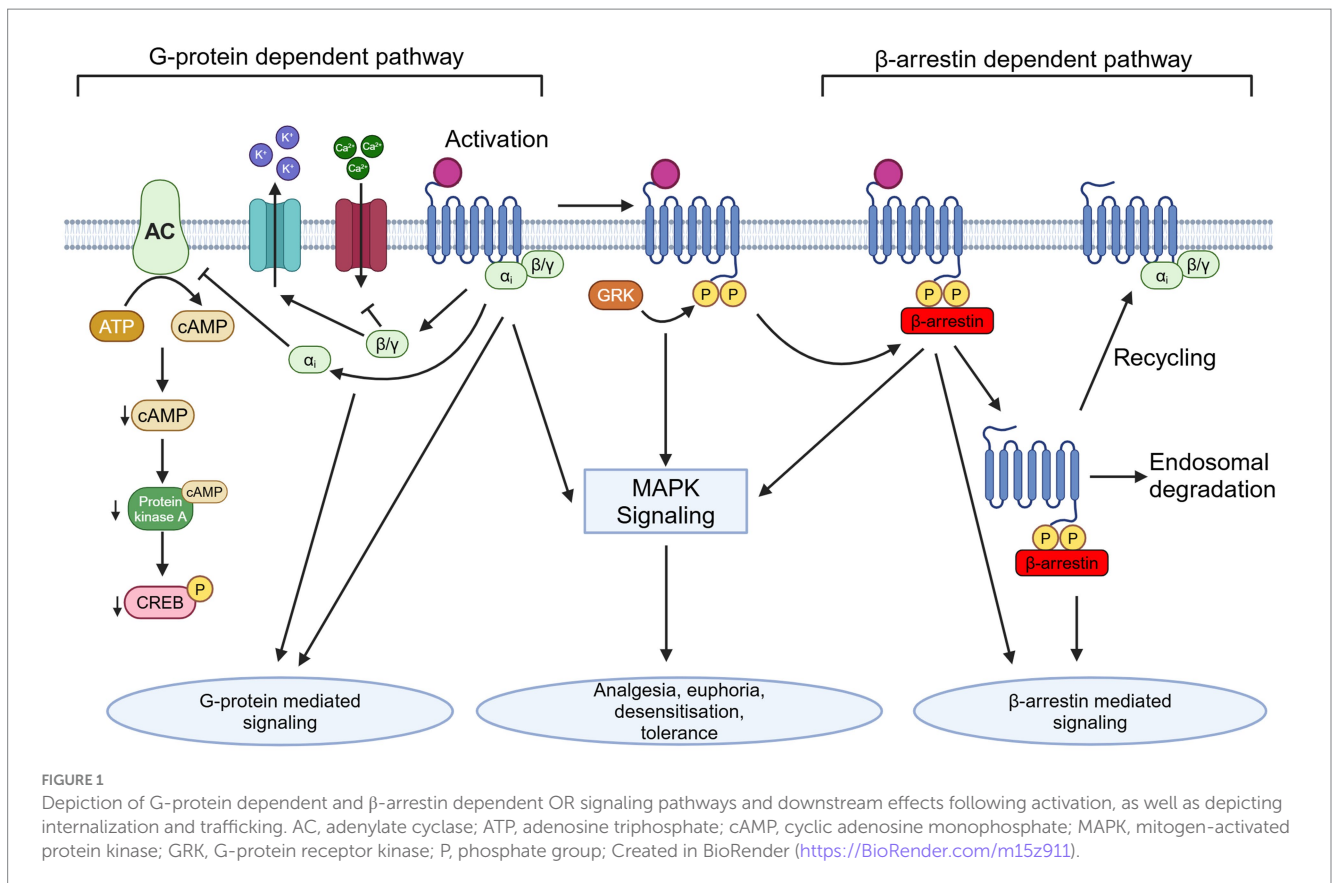 G-protein dependent pathway
β-arrestin dependent pathway
Activation
K⁺
K⁺
K⁺
Ca²⁺
Ca²⁺
Ca²⁺
AC
αᵢ
β/γ
αᵢ
β/γ
ATP
cAMP
β/γ
αᵢ
GRK
P
P
P
P
β-arrestin
Recycling
cAMP
Protein
kinase A
cAMP
CREB
P
MAPK
Signaling
Endosomal
degradation
P
P
β-arrestin
G-protein mediated
signaling
Analgesia, euphoria,
desensitisation,
tolerance
β-arrestin mediated
signaling
FIGURE 1
Depiction of G-protein dependent and β-arrestin dependent OR signaling pathways and downstream effects following activation, as well as depicting
internalization and trafficking. AC, adenylate cyclase; ATP, adenosine triphosphate; cAMP, cyclic adenosine monophosphate; MAPK, mitogen-activated
protein kinase; GRK, G-protein receptor kinase; P, phosphate group; Created in BioRender (https://BioRender.com/m15z911).